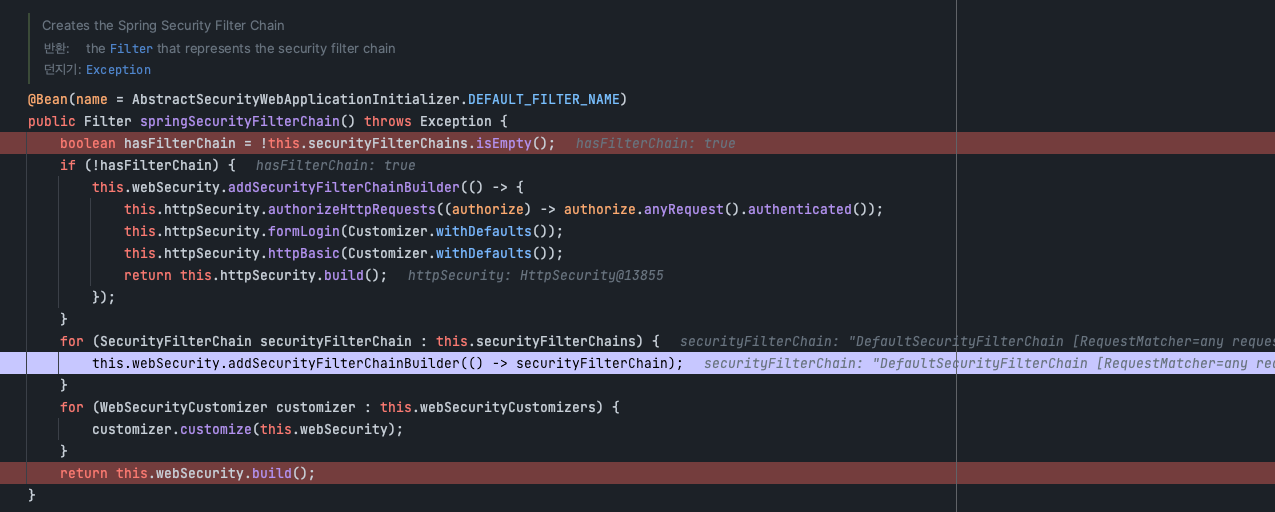 Creates the Spring Security Filter Chain
반환: the Filter that represents the security filter chain
던지기: Exception
@Bean(name = AbstractSecurityWebApplicationInitializer.DEFAULT_FILTER_NAME)
public Filter springSecurityFilterChain() throws Exception {
boolean hasFilterChain = !this.securityFilterChains.isEmpty(); hasFilterChain: true
if (!hasFilterChain) { hasFilterChain: true
this.webSecurity.addSecurityFilterChainBuilder(() -> {
this.httpSecurity.authorizeHttpRequests((authorize) -> authorize.anyRequest().authenticated());
this.httpSecurity.formLogin(Customizer.withDefaults());
this.httpSecurity.httpBasic(Customizer.withDefaults());
return this.httpSecurity.build(); httpSecurity: HttpSecurity@13855
});
}
for (SecurityFilterChain securityFilterChain : this.securityFilterChains) { securityFilterChain: "DefaultSecurityFilterChain [RequestMatcher=any reques
this.webSecurity.addSecurityFilterChainBuilder(() -> securityFilterChain); securityFilterChain: "DefaultSecurityFilterChain [RequestMatcher=any req
}
for (WebSecurityCustomizer customizer : this.webSecurityCustomizers) {
customizer.customize(this.webSecurity);
}
return this.webSecurity.build();
}